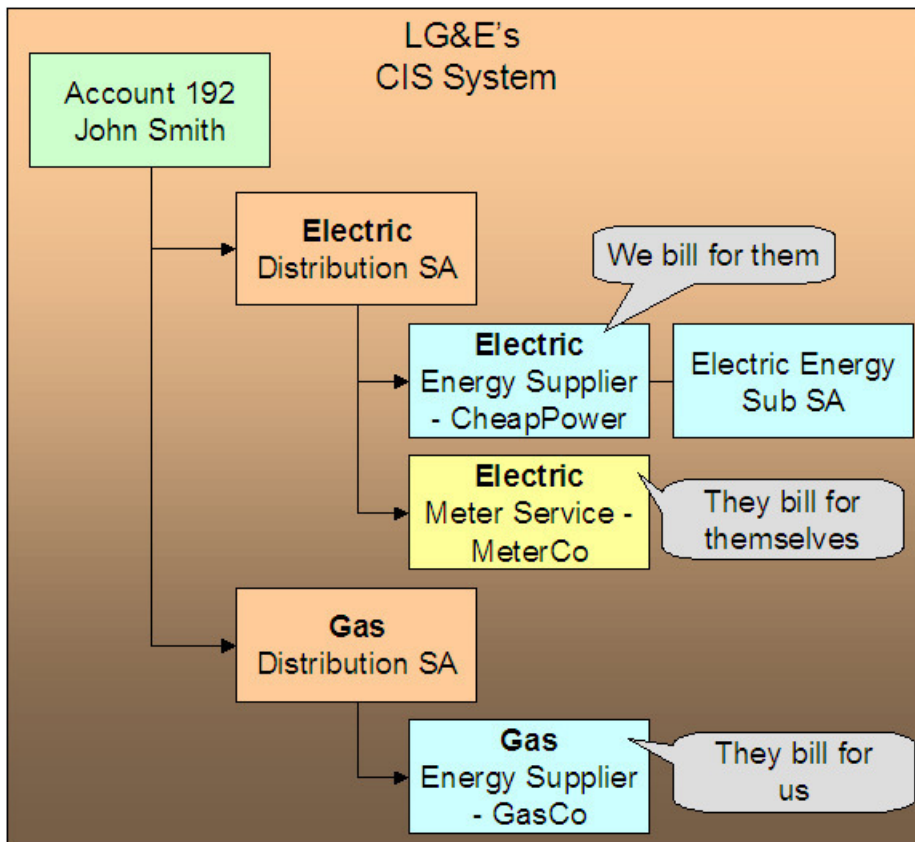 LG&E's
CIS System
Account 192
John Smith
Electric
Distribution SA
We bill for them
Electric
Energy Supplier
- CheapPower
Electric Energy
Sub SA
Electric
Meter Service -
MeterCo
They bill for
themselves
Gas
Distribution SA
Gas
Energy Supplier
- GasCo
They bill for
us